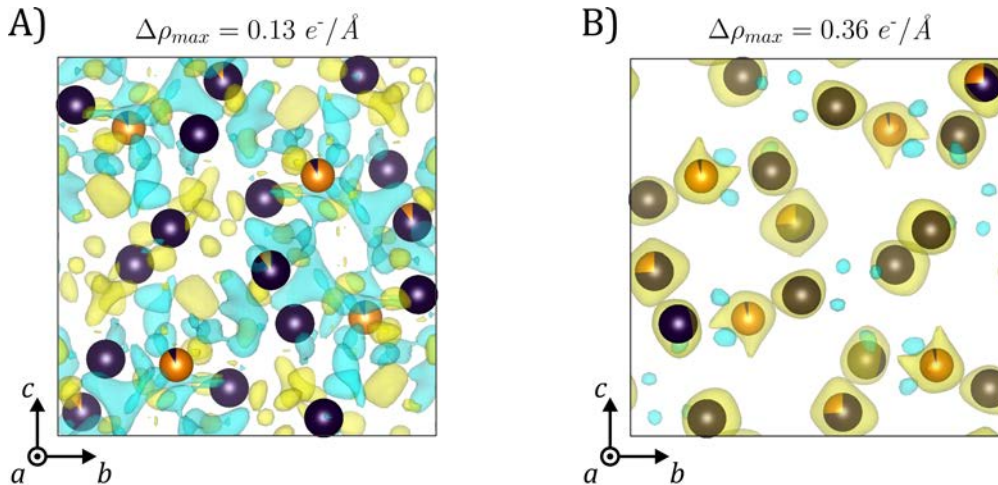 A) Δρmax = 0.13 e⁻/Å
B) Δρmax = 0.36 e⁻/Å
c
a
b
c
a
b